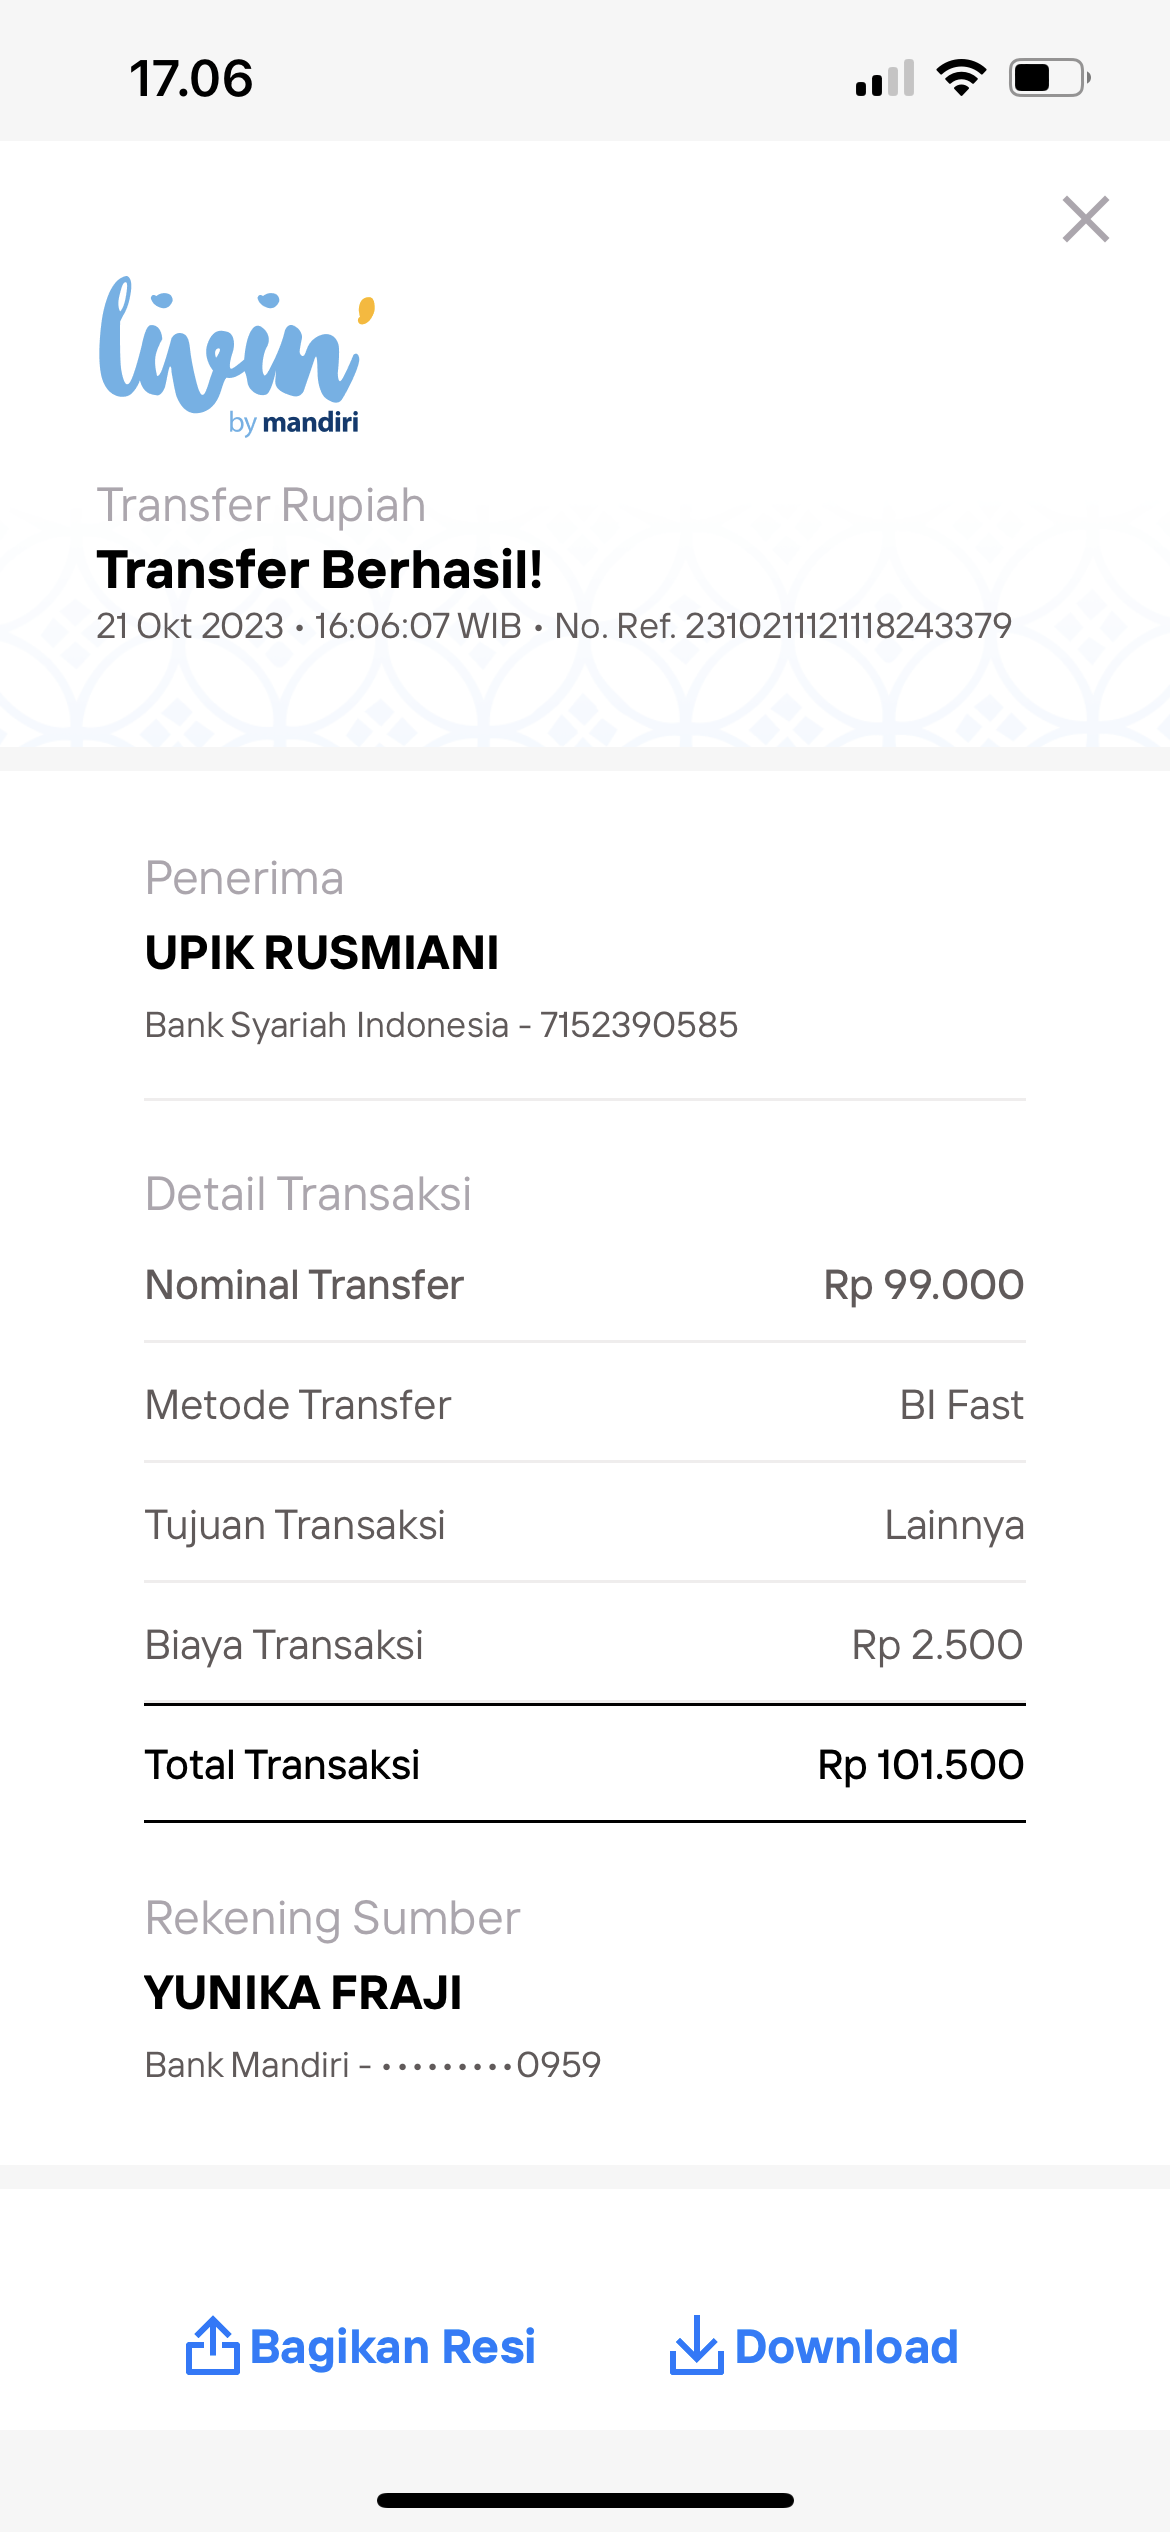 17.06
livin'
by mandiri
Transfer Rupiah
Transfer Berhasil!
21 Okt 2023 • 16:06:07 WIB • No. Ref. 2310211121118243379
Penerima
UPIK RUSMIANI
Bank Syariah Indonesia - 7152390585
Detail Transaksi
Nominal Transfer Rp 99.000
Metode Transfer BI Fast
Tujuan Transaksi Lainnya
Biaya Transaksi Rp 2.500
Total Transaksi Rp 101.500
Rekening Sumber
YUNIKA FRAJI
Bank Mandiri - •••••••••0959
Bagikan Resi Download